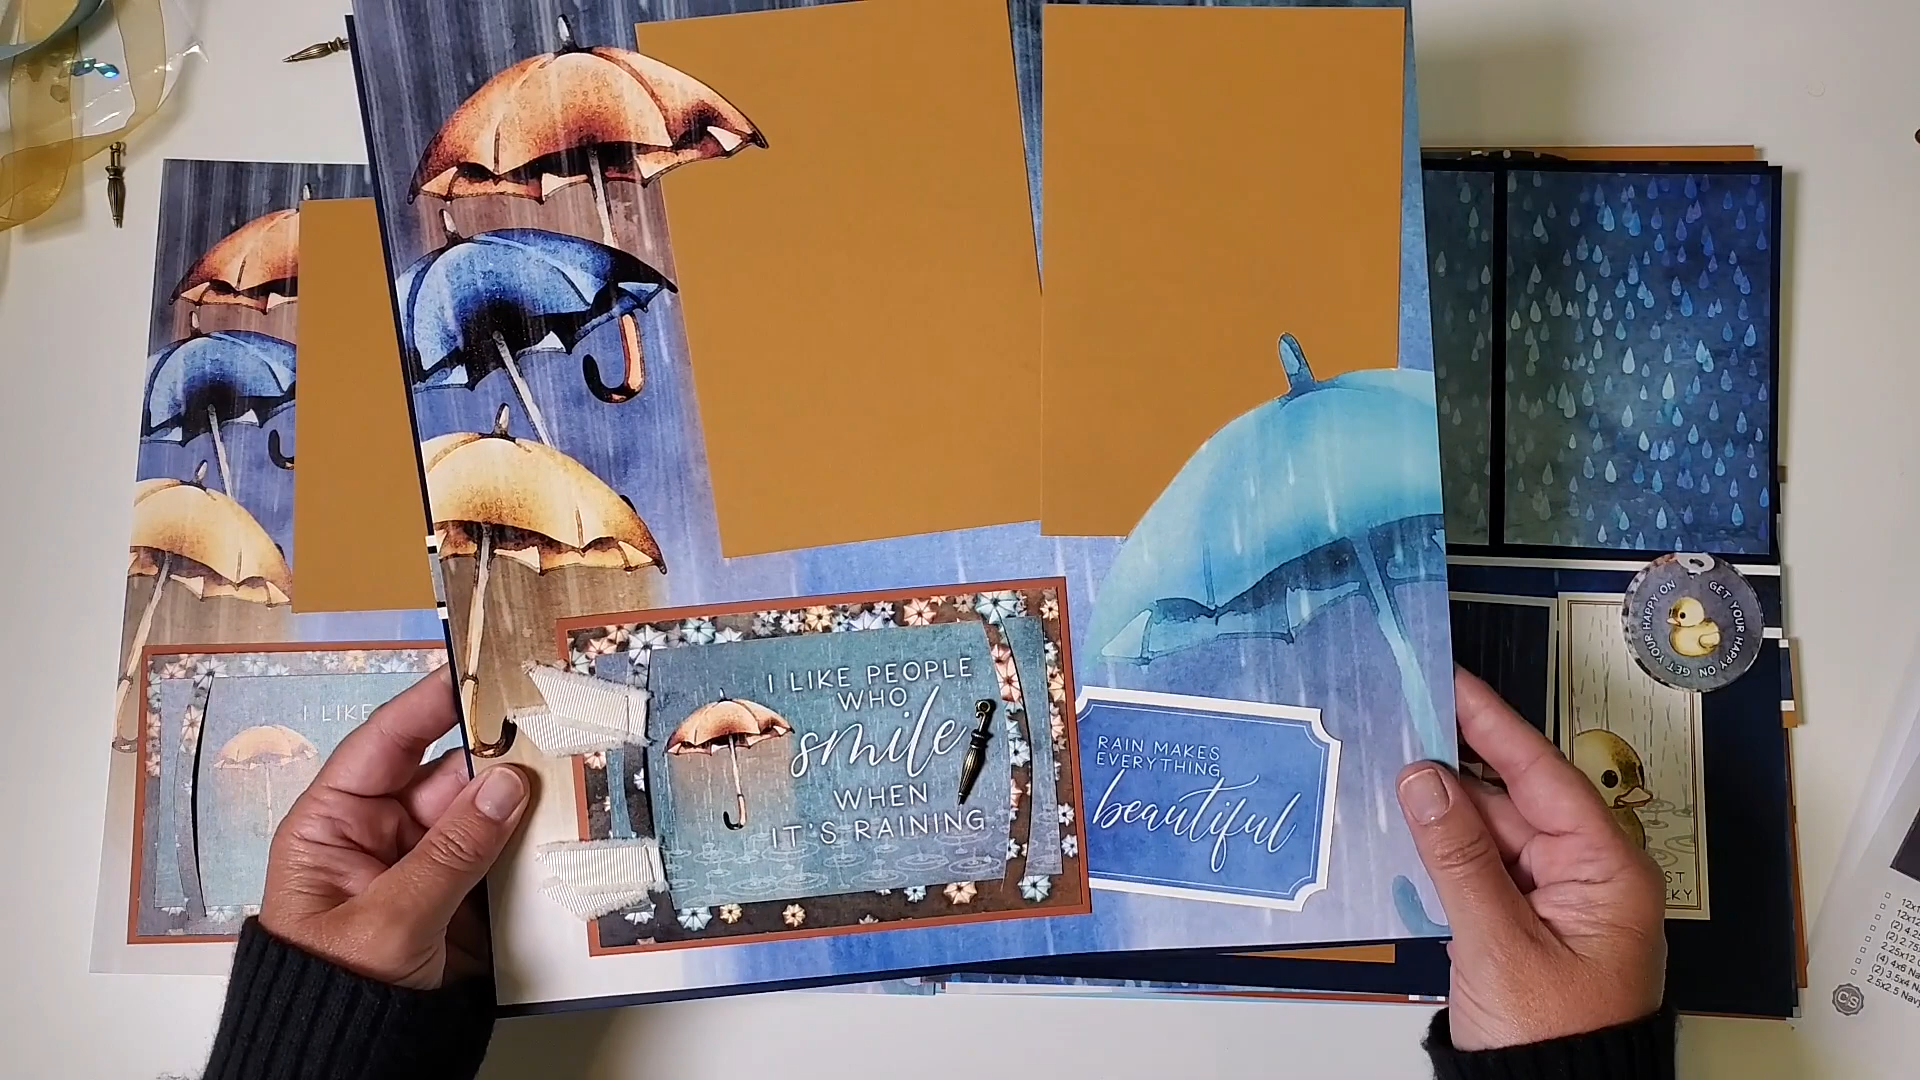 I LIKE PEOPLE
WHO
smile
WHEN
IT'S RAINING.
RAIN MAKES
EVERYTHING
beautiful
I LIKE
GET YOUR HAPPY ON
GET YOUR HAPPY ON
CS